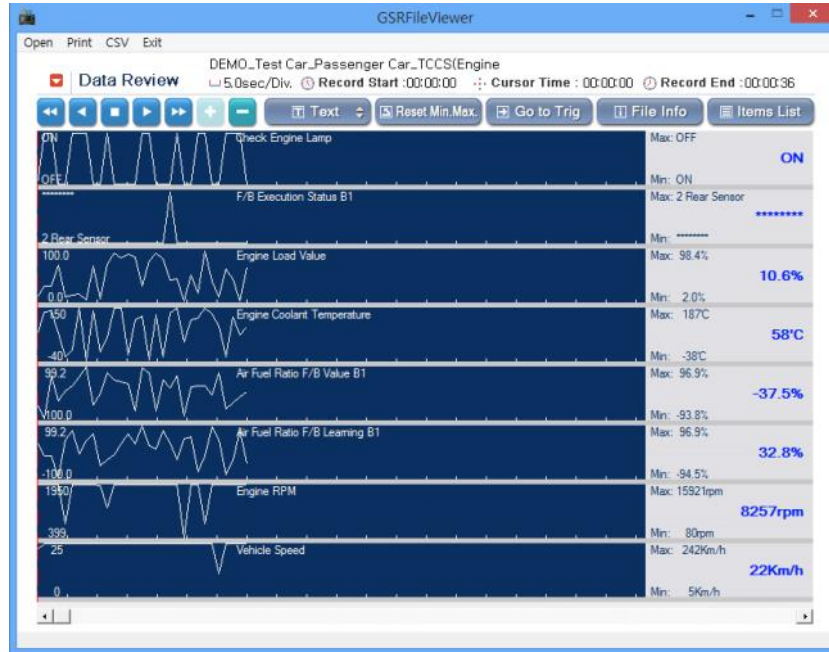 GSRFileViewer
Open Print CSV Exit
DEMO_Test Car_Passenger Car_TCCS(Engine
Data Review 5.0sec/Div. Record Start :00:00:00 Cursor Time : 00:00:00 Record End :00:00:36
Text Reset Min.Max. Go to Trig File Info Items List
ON Check Engine Lamp Max: OFF
ON
OFF Min: ON
******** F/B Execution Status B1 Max: 2 Rear Sensor
********
2 Rear Sensor Min: ********
100.0 Engine Load Value Max: 98.4%
10.6%
0.0 Min: 2.0%
150 Engine Coolant Temperature Max: 187℃
58℃
-40 Min: -38℃
99.2 Air Fuel Ratio F/B Value B1 Max: 96.9%
-37.5%
-100.0 Min: -93.8%
99.2 Air Fuel Ratio F/B Learning B1 Max: 96.9%
32.8%
-100.0 Min: -94.5%
1950 Engine RPM Max: 15921rpm
8257rpm
399 Min: 80rpm
25 Vehicle Speed Max: 242Km/h
22Km/h
0 Min: 5Km/h